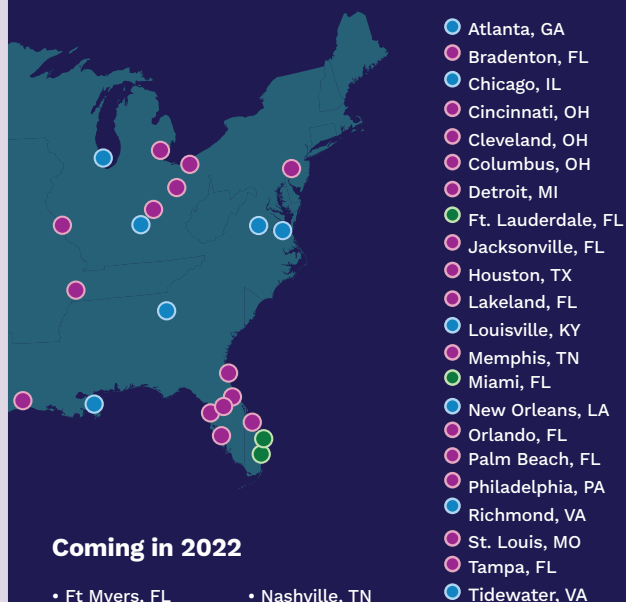 Atlanta, GA
Bradenton, FL
Chicago, IL
Cincinnati, OH
Cleveland, OH
Columbus, OH
Detroit, MI
Ft. Lauderdale, FL
Jacksonville, FL
Houston, TX
Lakeland, FL
Louisville, KY
Memphis, TN
Miami, FL
New Orleans, LA
Orlando, FL
Palm Beach, FL
Philadelphia, PA
Richmond, VA
St. Louis, MO
Tampa, FL
Tidewater, VA
Coming in 2022
• Ft Myers, FL
• Nashville, TN